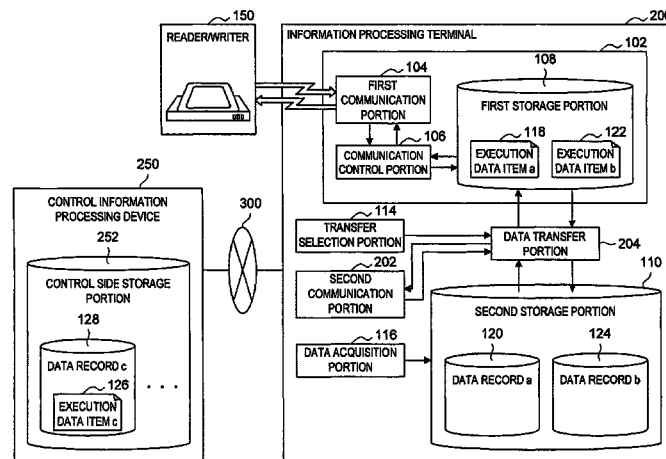 150
READER/WRITER
200
INFORMATION PROCESSING TERMINAL
102
104
FIRST
COMMUNICATION
PORTION
106
COMMUNICATION
CONTROL PORTION
108
FIRST STORAGE PORTION
118
EXECUTION
DATA ITEM a
122
EXECUTION
DATA ITEM b
250
CONTROL INFORMATION
PROCESSING DEVICE
252
CONTROL SIDE STORAGE
PORTION
128
DATA RECORD c
126
EXECUTION
DATA ITEM c
. . . .
300
114
TRANSFER SELECTION
PORTION
202
SECOND
COMMUNICATION
PORTION
116
DATA ACQUISITION
PORTION
204
DATA TRANSFER
PORTION
110
SECOND STORAGE PORTION
120
DATA RECORD a
124
DATA RECORD b